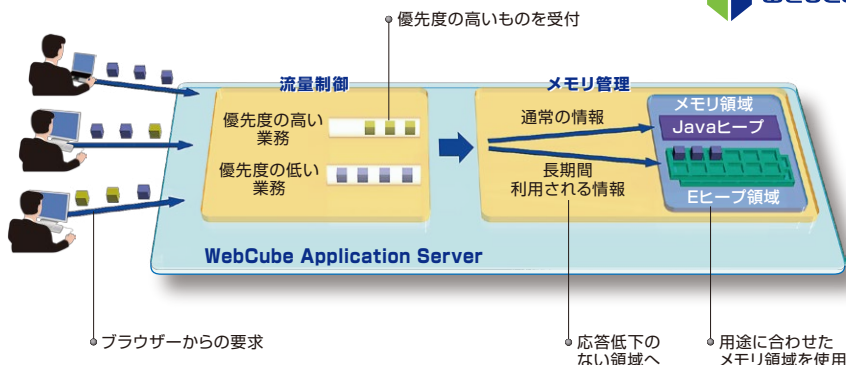 優先度の高いものを受付
流量制御
メモリ管理
優先度の高い
業務
優先度の低い
業務
通常の情報
長期間
利用される情報
メモリ領域
Javaヒープ
Eヒープ領域
WebCube Application Server
ブラウザーからの要求
応答低下の
ない領域へ
用途に合わせた
メモリ領域を使用